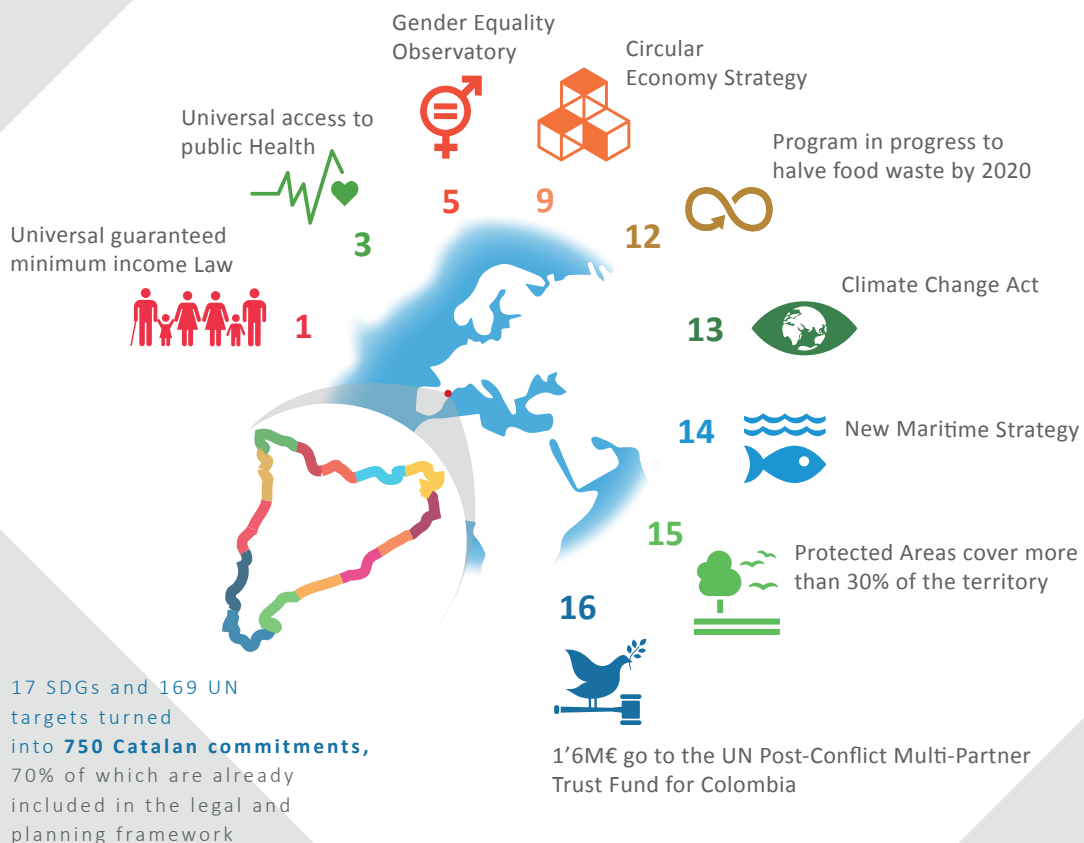 Gender Equality
Observatory
Circular
Economy Strategy
Universal access to
public Health
Program in progress to
halve food waste by 2020
5
9
12
3
Universal guaranteed
minimum income Law
1
Climate Change Act
13
14
New Maritime Strategy
15
Protected Areas cover more
than 30% of the territory
16
17 SDGs and 169 UN
targets turned
into 750 Catalan commitments,
70% of which are already
included in the legal and
planning framework
1'6M€ go to the UN Post-Conflict Multi-Partner
Trust Fund for Colombia